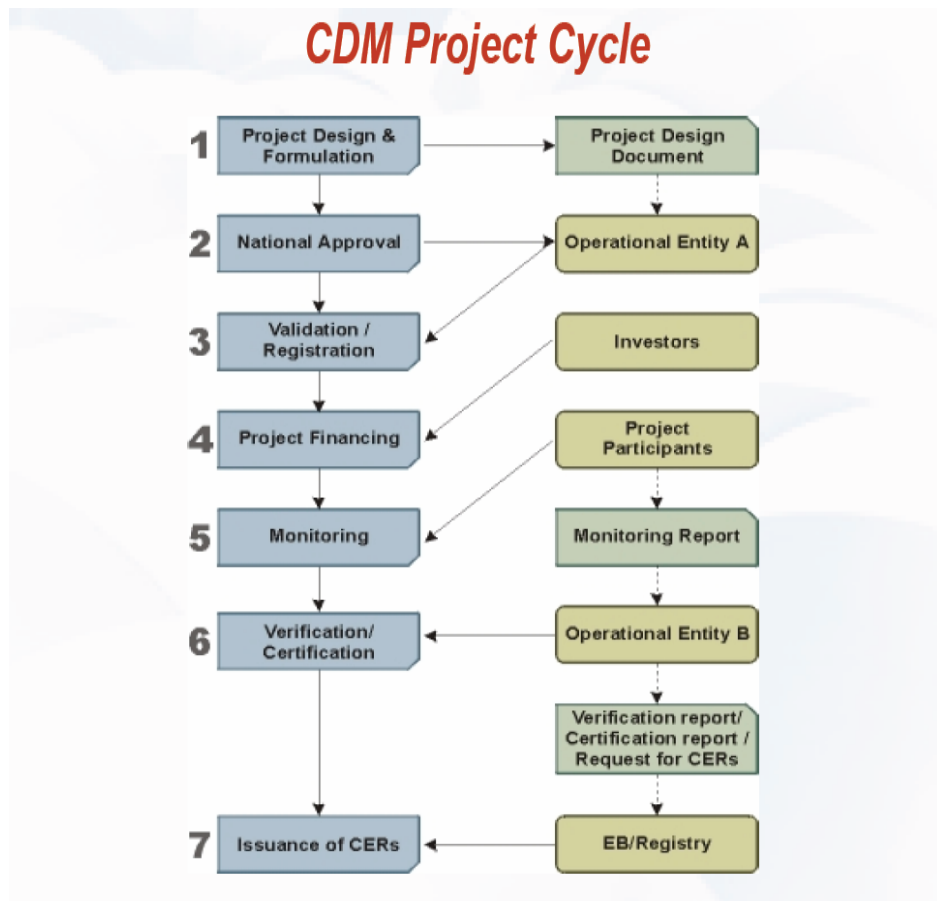 CDM Project Cycle
1
Project Design &
Formulation
Project Design
Document
2
National Approval
Operational Entity A
3
Validation /
Registration
Investors
4
Project Financing
Project
Participants
5
Monitoring
Monitoring Report
6
Verification/
Certification
Operational Entity B
Verification report/
Certification report /
Request for CERs
7
Issuance of CERs
EB/Registry